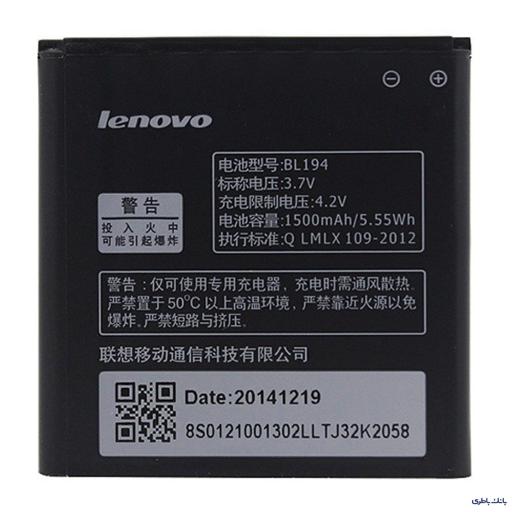 lenovo
电池型号:BL194
标称电压:3.7V
充电限制电压:4.2V
电池容量:1500mAh/5.55Wh
执行标准:Q LMLX 109-2012
警告
投入火中
可能引起爆炸
警告:仅可使用专用充电器，充电时需通风散热。
严禁置于50℃以上高温环境，严禁靠近火源以免
爆炸。严禁短路与挤压。
联想移动通信科技有限公司
Date:20141219
8S0121001302LLTJ32K2058
بانک باطری